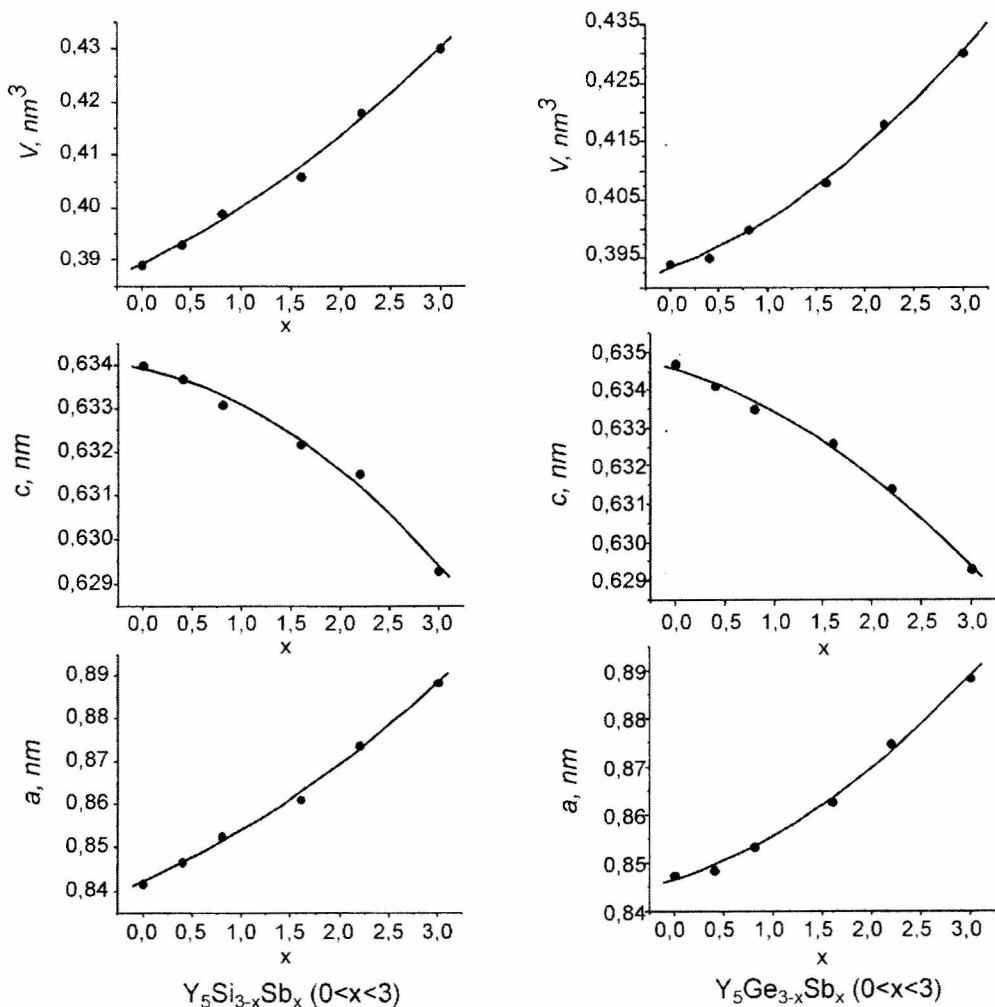 V, nm³
0,43
0,42
0,41
0,40
0,39
0,0 0,5 1,0 1,5 2,0 2,5 3,0
x
V, nm³
0,435
0,425
0,415
0,405
0,395
0,0 0,5 1,0 1,5 2,0 2,5 3,0
c, nm
0,634
0,633
0,632
0,631
0,630
0,629
0,0 0,5 1,0 1,5 2,0 2,5 3,0
x
c, nm
0,635
0,634
0,633
0,632
0,631
0,630
0,629
0,0 0,5 1,0 1,5 2,0 2,5 3,0
x
a, nm
0,89
0,88
0,87
0,86
0,85
0,84
0,0 0,5 1,0 1,5 2,0 2,5 3,0
x
a, nm
0,89
0,88
0,87
0,86
0,85
0,84
0,0 0,5 1,0 1,5 2,0 2,5 3,0
x
Y₅Si₃₋ₓSbₓ (0<x<3)
Y₅Ge₃₋ₓSbₓ (0<x<3)